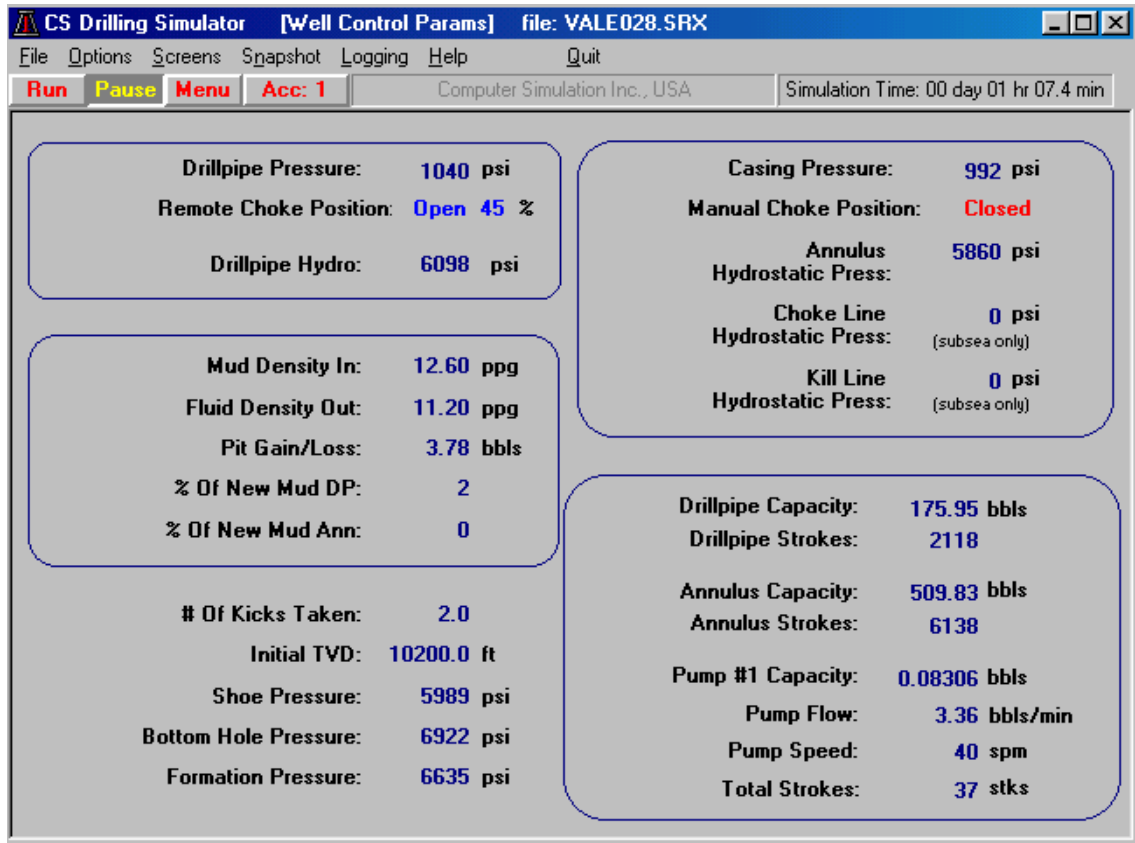 CS Drilling Simulator [Well Control Params] file: VALE028.SRX
File Options Screens Snapshot Logging Help Quit
Run Pause Menu Acc: 1 Computer Simulation Inc., USA Simulation Time: 00 day 01 hr 07.4 min
Drillpipe Pressure: 1040 psi
Remote Choke Position: Open 45 %
Drillpipe Hydro: 6098 psi
Casing Pressure: 992 psi
Manual Choke Position: Closed
Annulus
Hydrostatic Press: 5860 psi
Choke Line
Hydrostatic Press: 0 psi
(subsea only)
Kill Line
Hydrostatic Press: 0 psi
(subsea only)
Mud Density In: 12.60 ppg
Fluid Density Out: 11.20 ppg
Pit Gain/Loss: 3.78 bbls
% Of New Mud DP: 2
% Of New Mud Ann: 0
# Of Kicks Taken: 2.0
Initial TVD: 10200.0 ft
Shoe Pressure: 5989 psi
Bottom Hole Pressure: 6922 psi
Formation Pressure: 6635 psi
Drillpipe Capacity: 175.95 bbls
Drillpipe Strokes: 2118
Annulus Capacity: 509.83 bbls
Annulus Strokes: 6138
Pump #1 Capacity: 0.08306 bbls
Pump Flow: 3.36 bbls/min
Pump Speed: 40 spm
Total Strokes: 37 stks